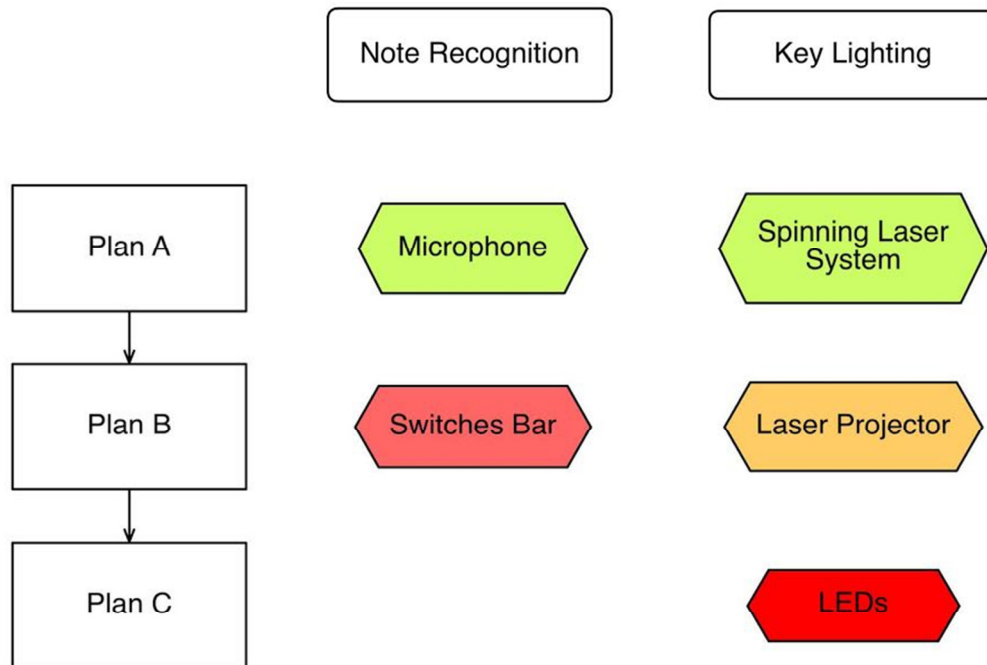 Note Recognition
Key Lighting
Plan A
Microphone
Spinning Laser
System
Plan B
Switches Bar
Laser Projector
Plan C
LEDs